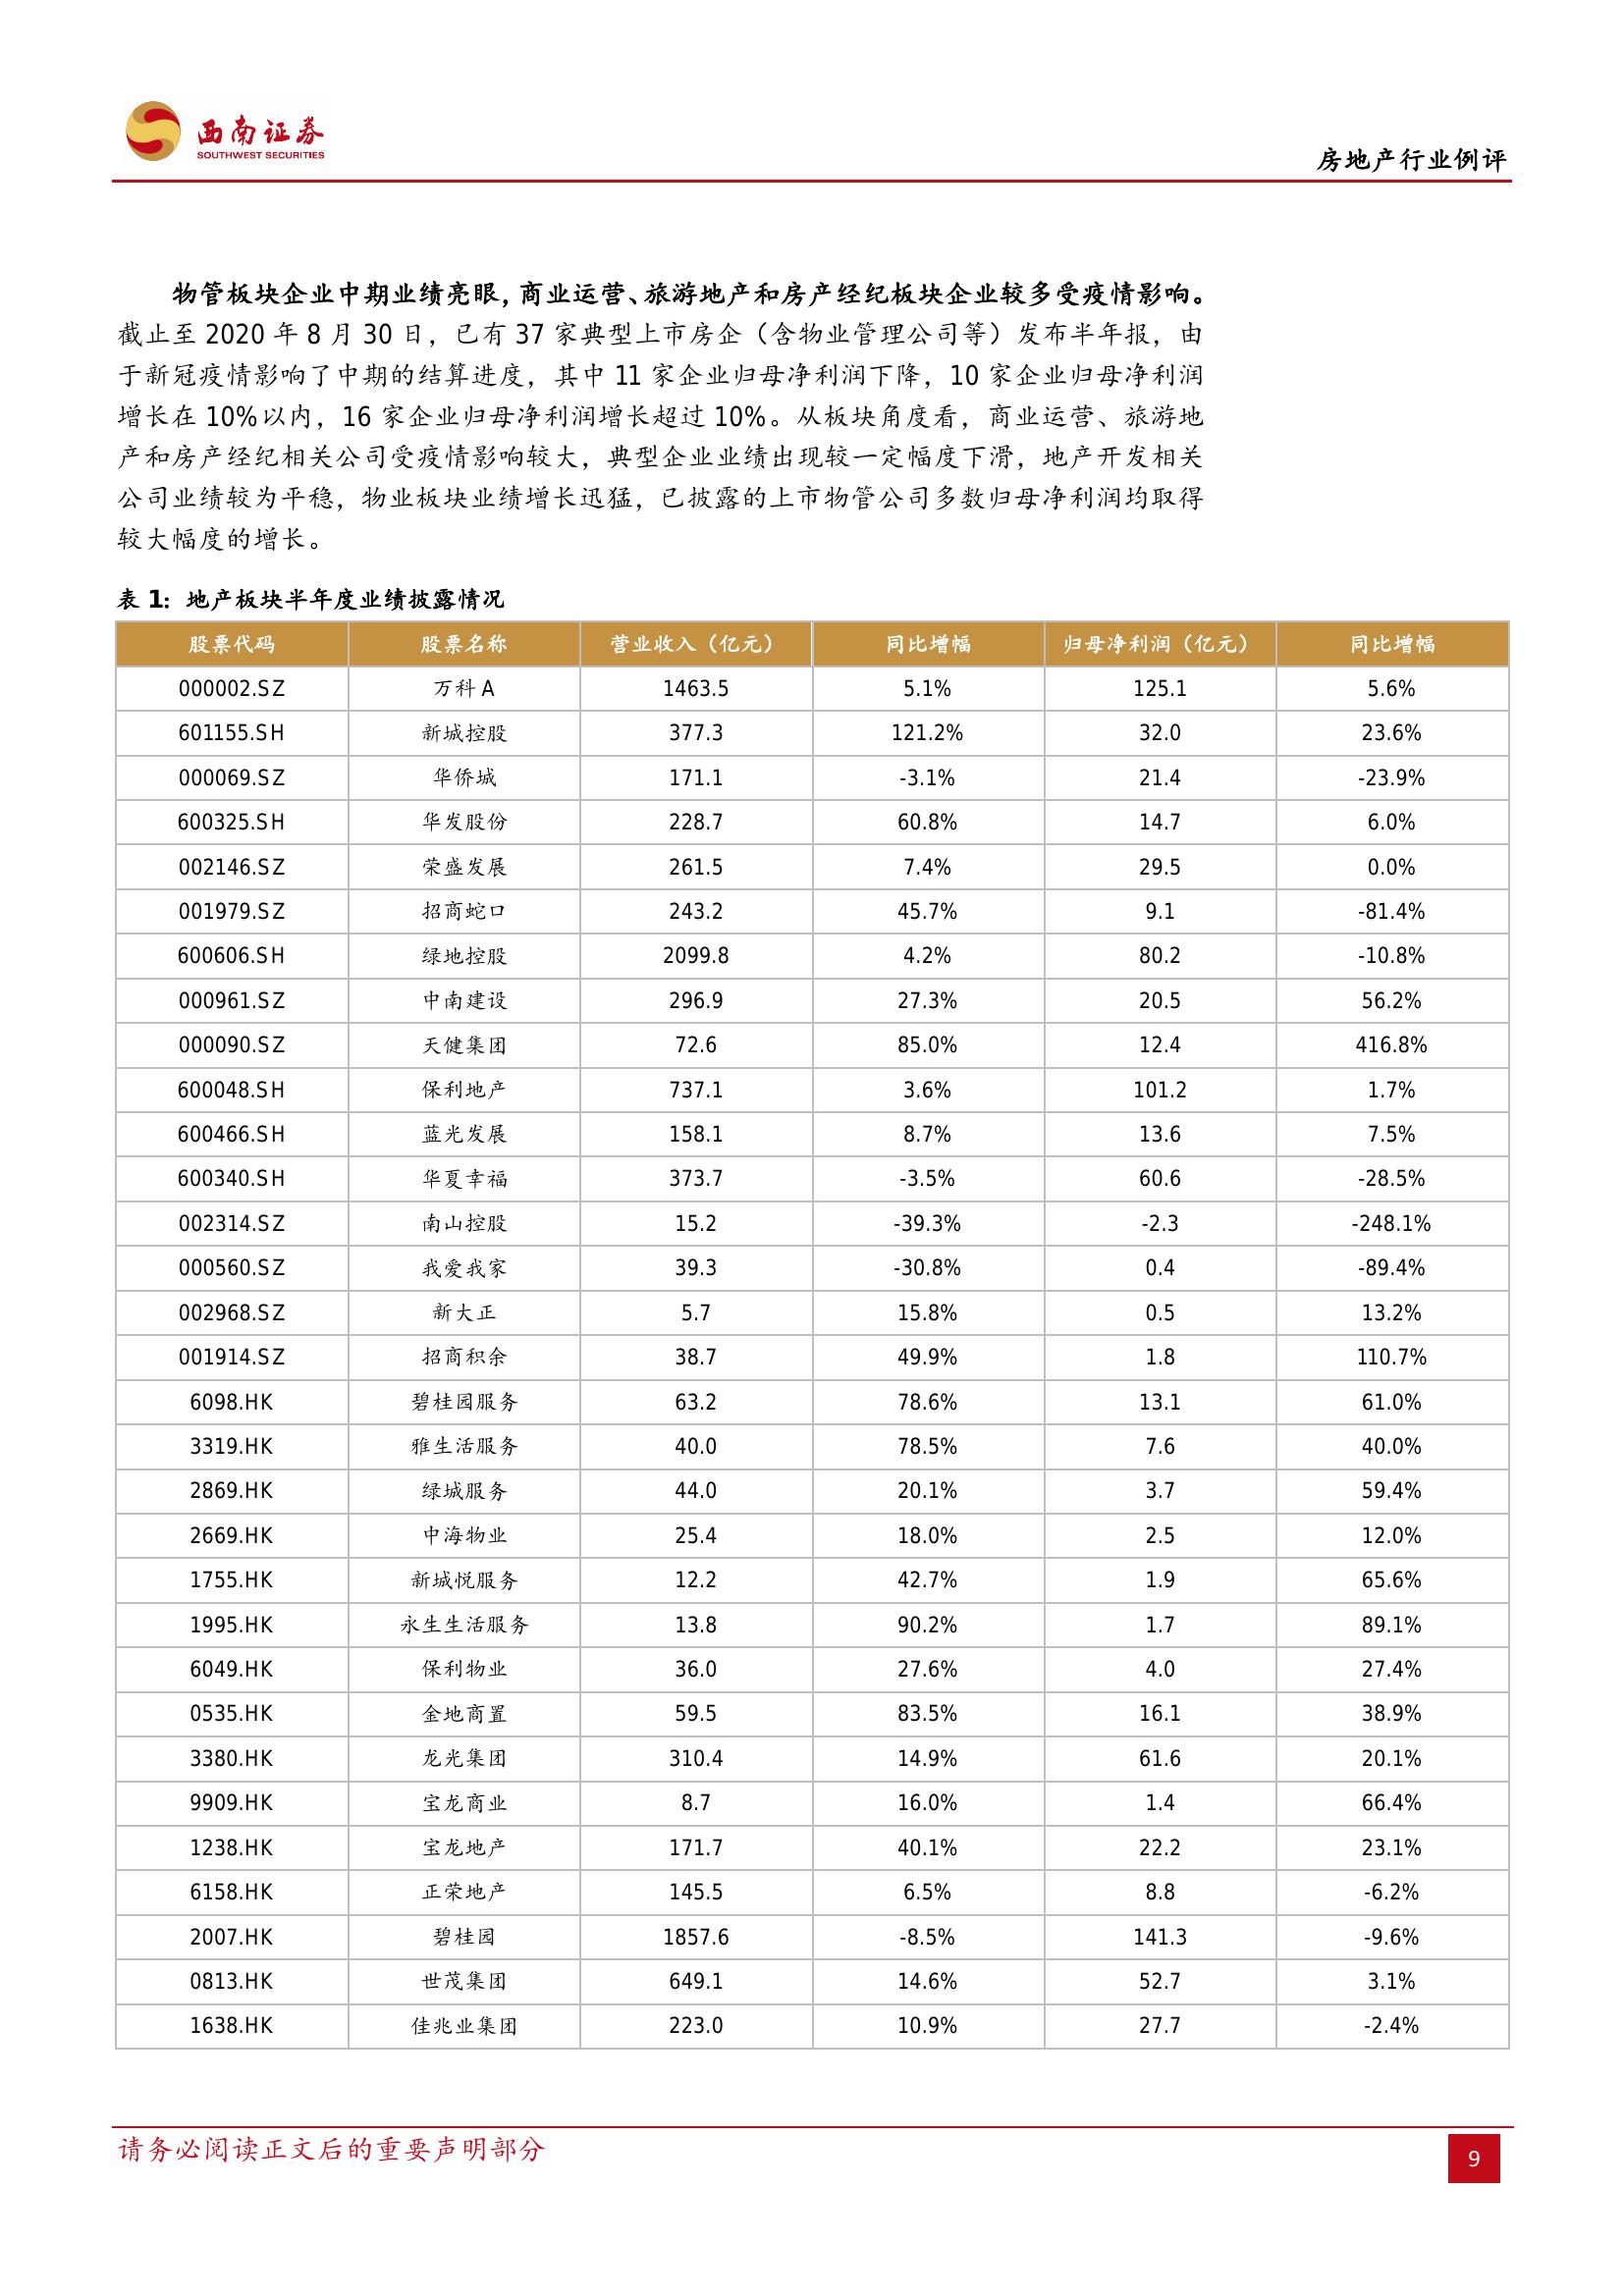 西南证券
SOUTHWEST SECURITIES
房地产行业例评
物管板块企业中期业绩亮眼，商业运营、旅游地产和房产经纪板块企业较多受疫情影响。
截止至 2020 年 8 月 30 日，已有 37 家典型上市房企（含物业管理公司等）发布半年报，由
于新冠疫情影响了中期的结算进度，其中 11 家企业归母净利润下降，10 家企业归母净利润
增长在 10%以内，16 家企业归母净利润增长超过 10%。从板块角度看，商业运营、旅游地
产和房产经纪相关公司受疫情影响较大，典型企业业绩出现较一定幅度下滑，地产开发相关
公司业绩较为平稳，物业板块业绩增长迅猛，已披露的上市物管公司多数归母净利润均取得
较大幅度的增长。
表 1：地产板块半年度业绩披露情况
股票代码 股票名称 营业收入（亿元） 同比增幅 归母净利润（亿元） 同比增幅
000002.SZ 万科 A 1463.5 5.1% 125.1 5.6%
601155.SH 新城控股 377.3 121.2% 32.0 23.6%
000069.SZ 华侨城 171.1 -3.1% 21.4 -23.9%
600325.SH 华发股份 228.7 60.8% 14.7 6.0%
002146.SZ 荣盛发展 261.5 7.4% 29.5 0.0%
001979.SZ 招商蛇口 243.2 45.7% 9.1 -81.4%
600606.SH 绿地控股 2099.8 4.2% 80.2 -10.8%
000961.SZ 中南建设 296.9 27.3% 20.5 56.2%
000090.SZ 天健集团 72.6 85.0% 12.4 416.8%
600048.SH 保利地产 737.1 3.6% 101.2 1.7%
600466.SH 蓝光发展 158.1 8.7% 13.6 7.5%
600340.SH 华夏幸福 373.7 -3.5% 60.6 -28.5%
002314.SZ 南山控股 15.2 -39.3% -2.3 -248.1%
000560.SZ 我爱我家 39.3 -30.8% 0.4 -89.4%
002968.SZ 新大正 5.7 15.8% 0.5 13.2%
001914.SZ 招商积余 38.7 49.9% 1.8 110.7%
6098.HK 碧桂园服务 63.2 78.6% 13.1 61.0%
3319.HK 雅生活服务 40.0 78.5% 7.6 40.0%
2869.HK 绿城服务 44.0 20.1% 3.7 59.4%
2669.HK 中海物业 25.4 18.0% 2.5 12.0%
1755.HK 新城悦服务 12.2 42.7% 1.9 65.6%
1995.HK 永生生活服务 13.8 90.2% 1.7 89.1%
6049.HK 保利物业 36.0 27.6% 4.0 27.4%
0535.HK 金地商置 59.5 83.5% 16.1 38.9%
3380.HK 龙光集团 310.4 14.9% 61.6 20.1%
9909.HK 宝龙商业 8.7 16.0% 1.4 66.4%
1238.HK 宝龙地产 171.7 40.1% 22.2 23.1%
6158.HK 正荣地产 145.5 6.5% 8.8 -6.2%
2007.HK 碧桂园 1857.6 -8.5% 141.3 -9.6%
0813.HK 世茂集团 649.1 14.6% 52.7 3.1%
1638.HK 佳兆业集团 223.0 10.9% 27.7 -2.4%
请务必阅读正文后的重要声明部分
9